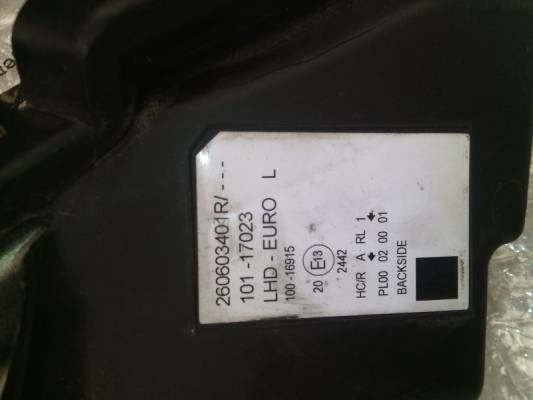 260603401R/ - - -
101 -17023
LHD - EURO L
100 -16915
20 E13
2442
HC/R A RL 1
PL00 02 00 01
BACKSIDE